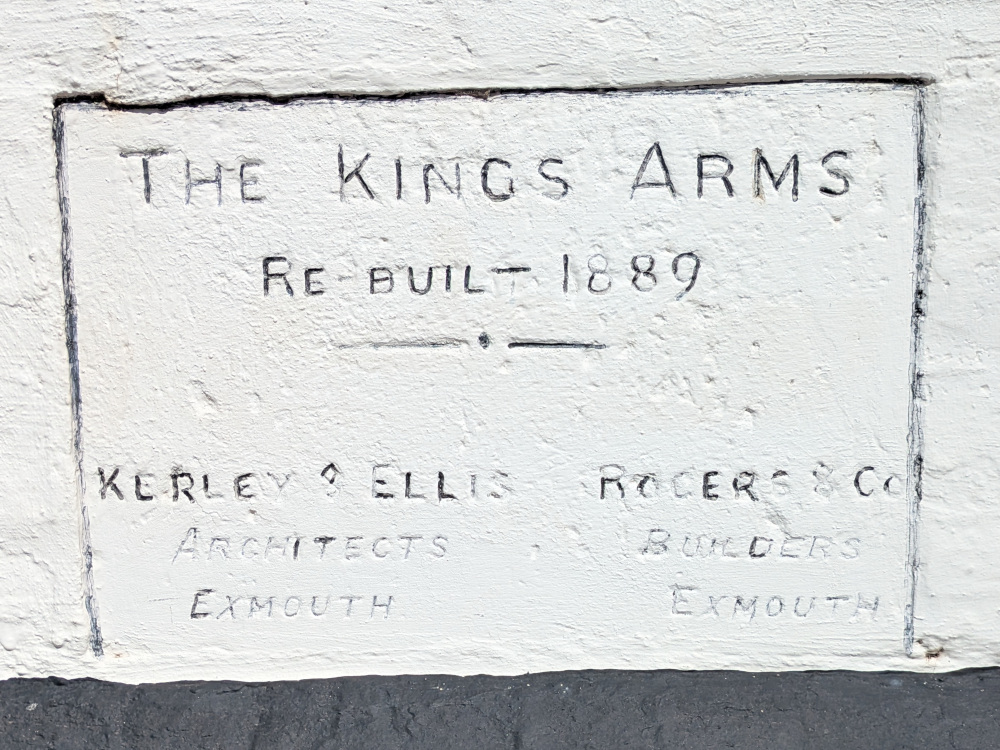 THE KINGS ARMS
RE-BUILT 1889
KERLEY & ELLIS
ARCHITECTS
EXMOUTH
ROGERS & Co
BUILDERS
EXMOUTH